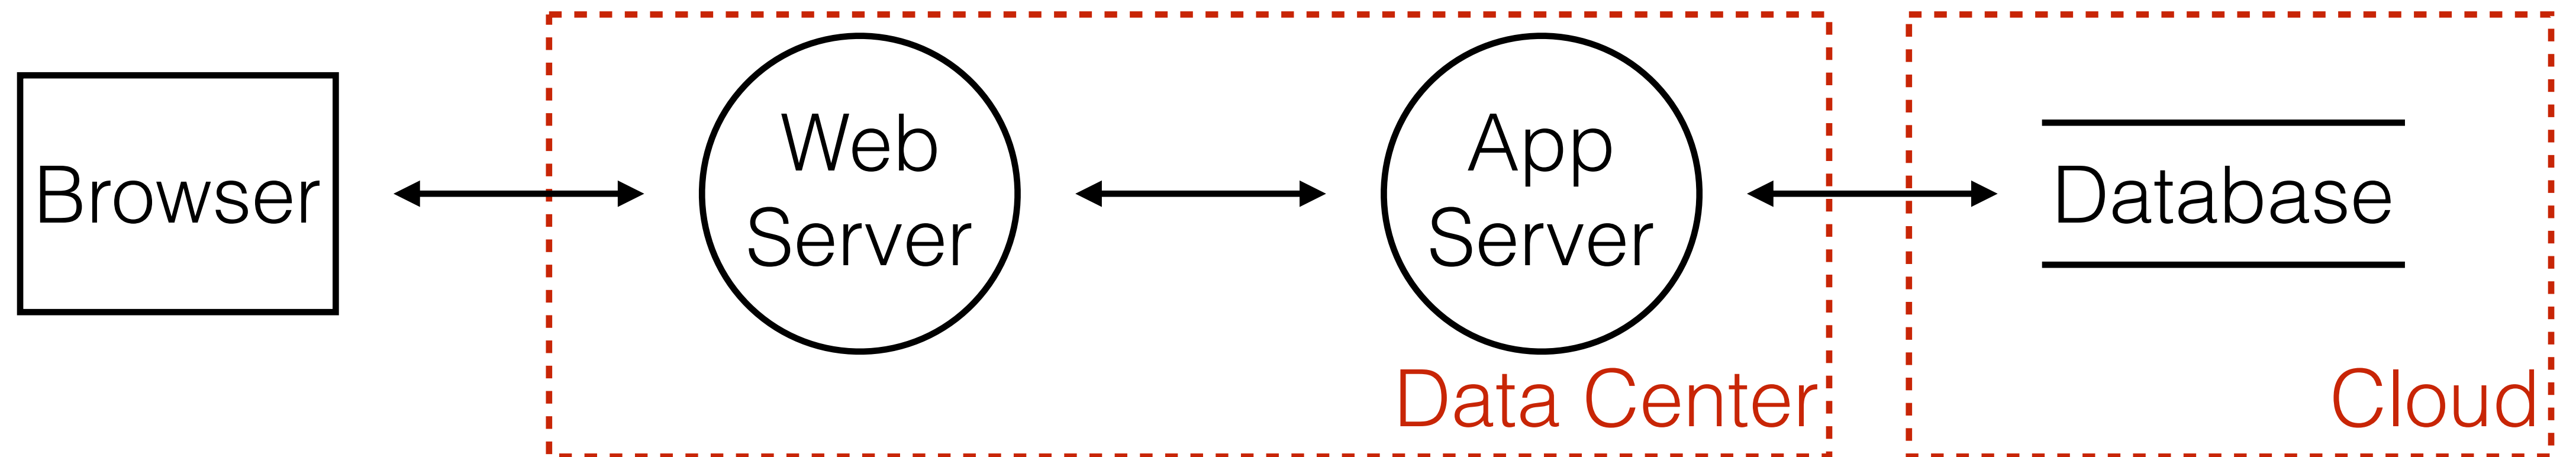 Browser
Web
Server
App
Server
Database
Data Center
Cloud